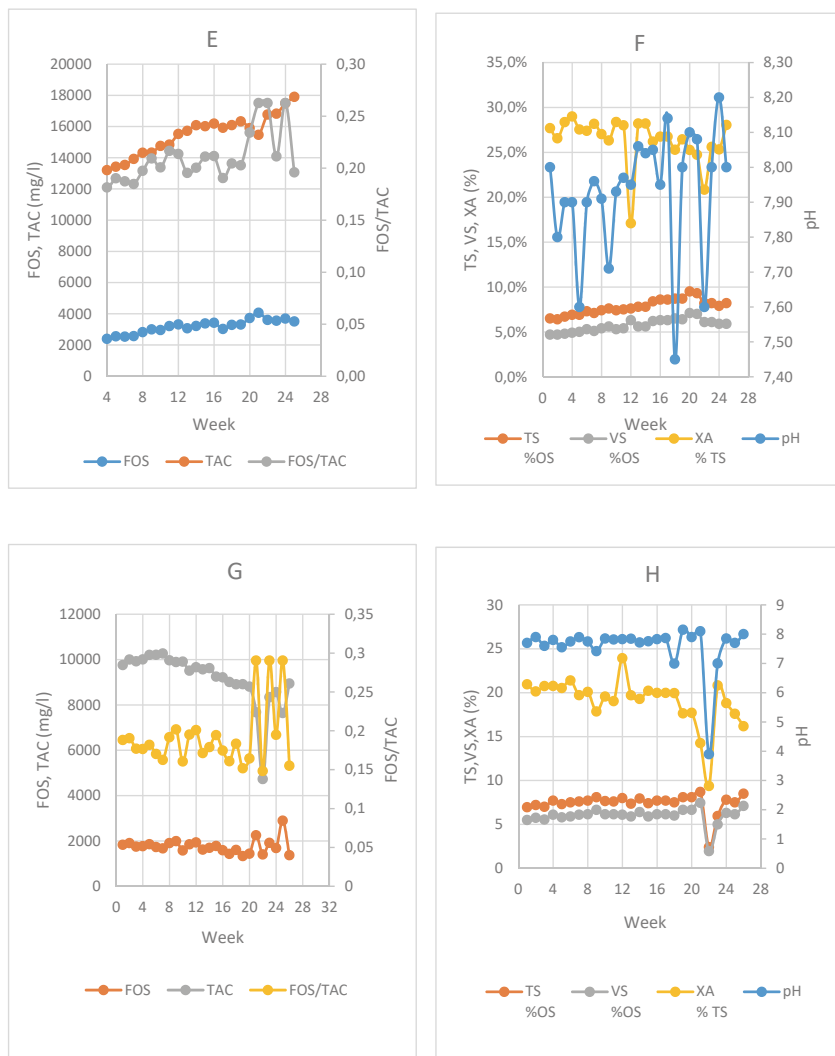 E
20000
18000
16000
14000
12000
10000
8000
6000
4000
2000
0
FOS, TAC (mg/l)
0,30
0,25
0,20
0,15
0,10
0,05
0,00
FOS/TAC
4 8 12 16 20 24 28
Week
FOS TAC FOS/TAC
F
35,0%
30,0%
25,0%
20,0%
15,0%
10,0%
5,0%
0,0%
TS, VS, XA (%)
8,30
8,20
8,10
8,00
7,90
7,80
7,70
7,60
7,50
7,40
pH
0 4 8 12 16 20 24 28
Week
TS %OS
VS %OS
XA % TS
pH
G
12000
10000
8000
6000
4000
2000
0
FOS, TAC (mg/l)
0,35
0,3
0,25
0,2
0,15
0,1
0,05
0
FOS/TAC
0 4 8 12 16 20 24 28 32
Week
FOS TAC FOS/TAC
H
30
25
20
15
10
5
0
TS,VS,XA(%)
9
8
7
6
5
4
3
2
1
0
pH
0 4 8 12 16 20 24 28
Week
TS %OS
VS %OS
XA % TS
pH